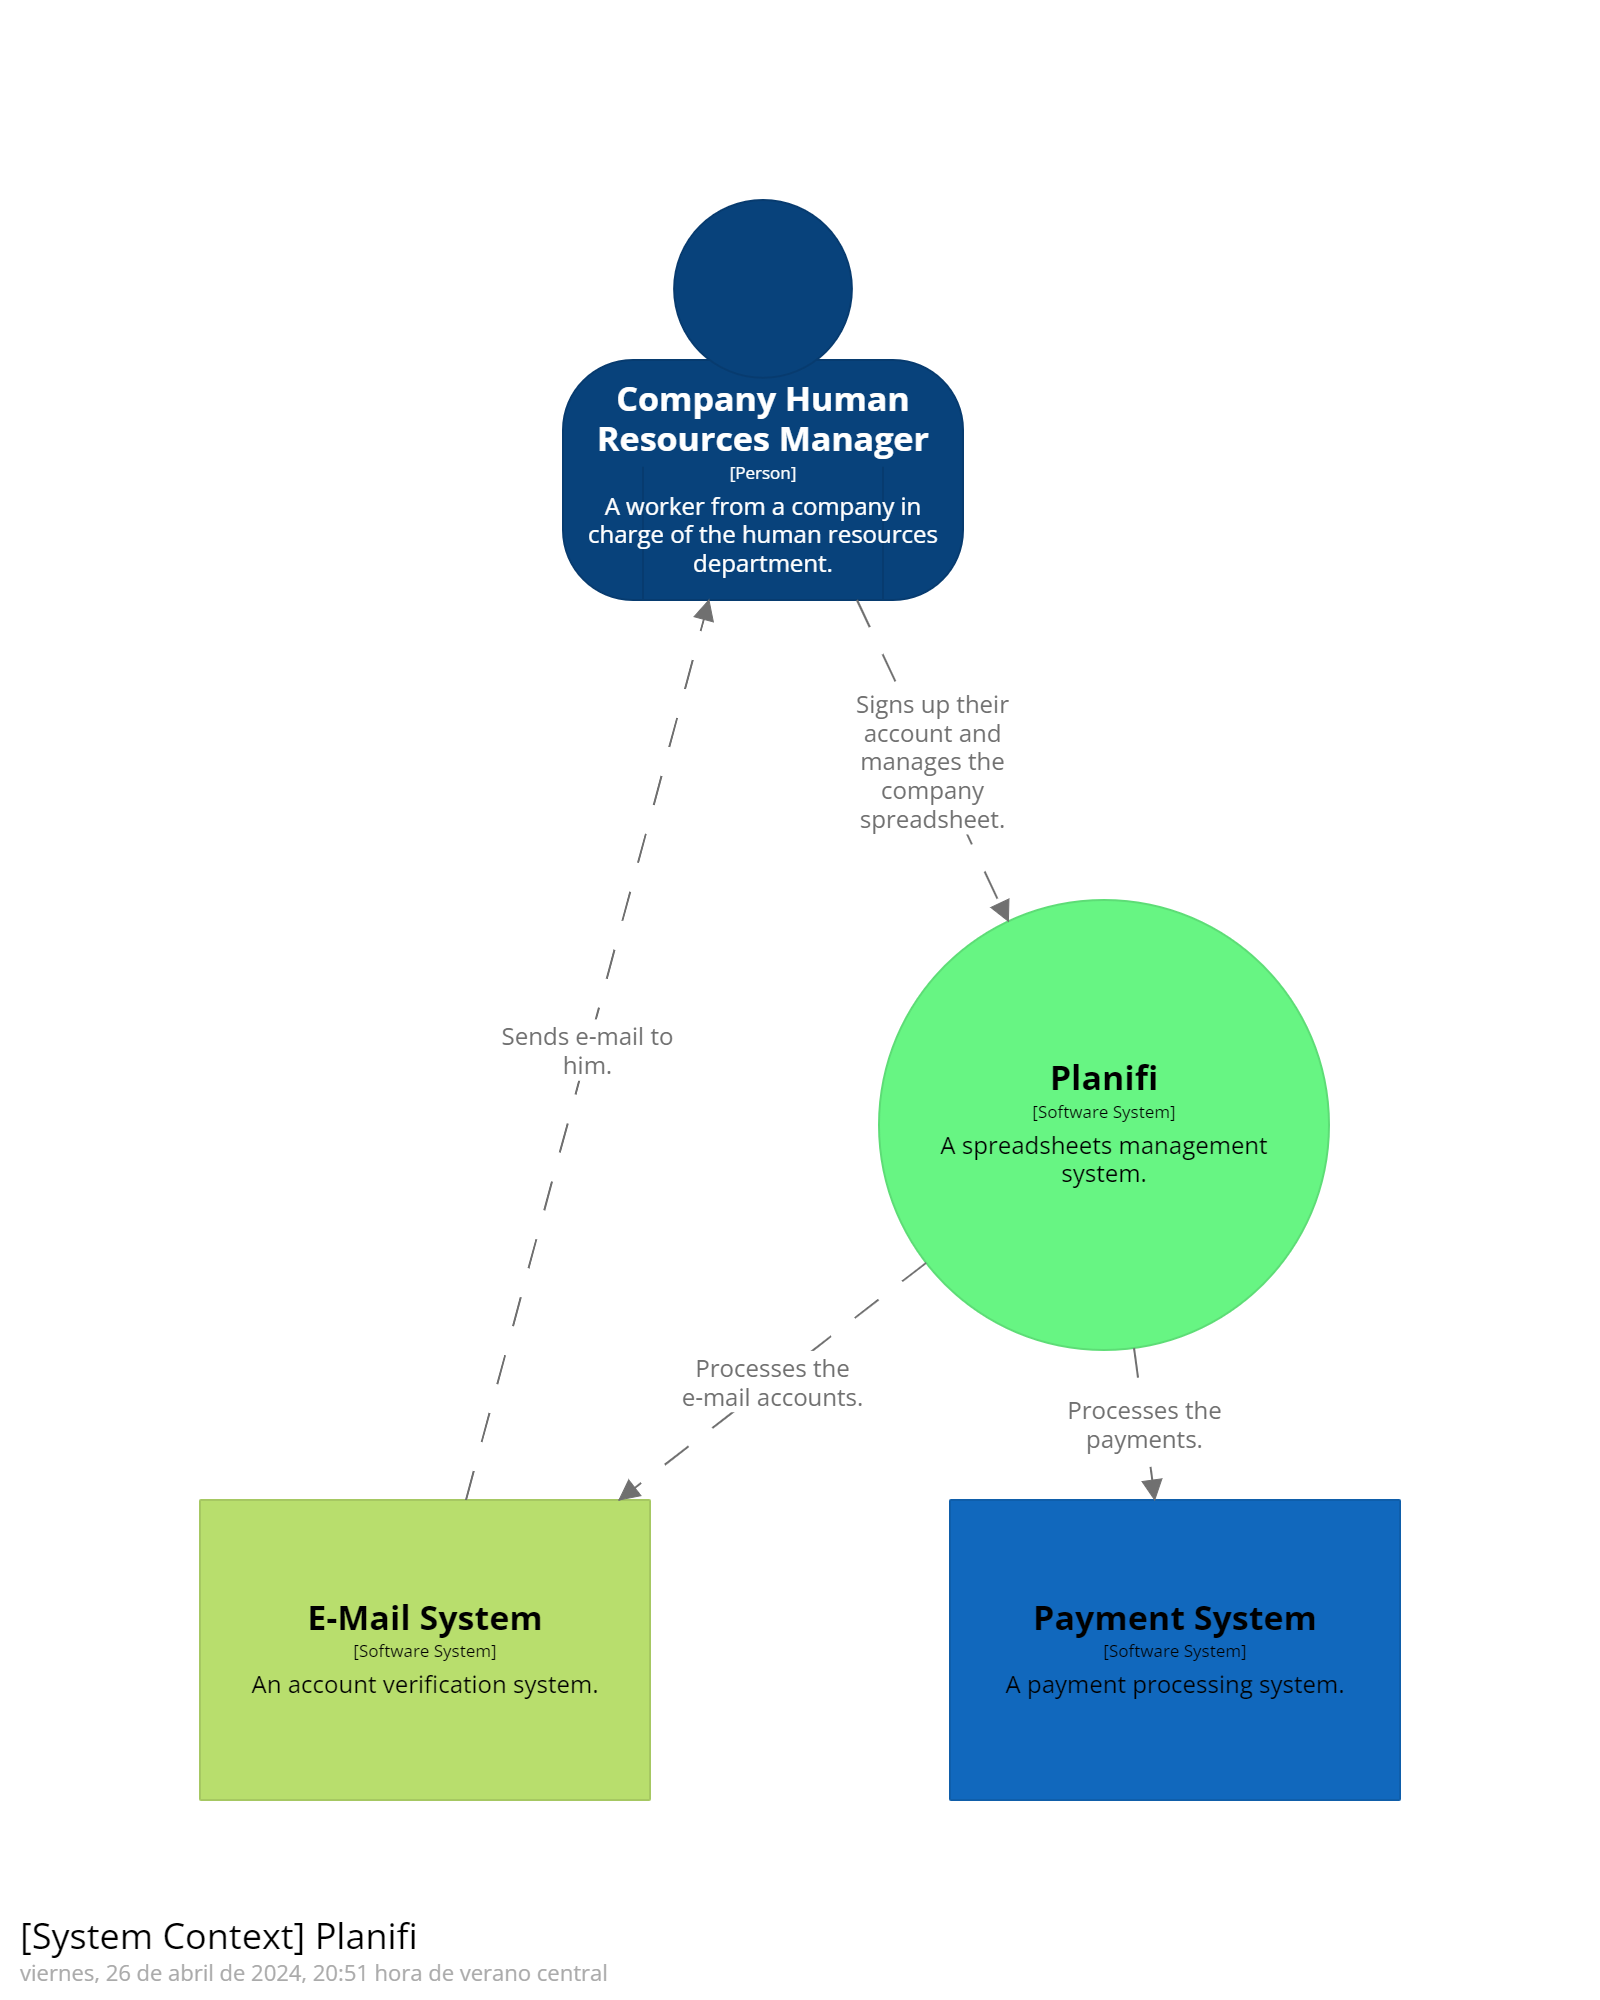 Company Human
Resources Manager
[Person]
A worker from a company in
charge of the human resources
department.
Signs up their
account and
manages the
company
spreadsheet.
Sends e-mail to
him.
Planifi
[Software System]
A spreadsheets management
system.
Processes the
e-mail accounts.
Processes the
payments.
E-Mail System
[Software System]
An account verification system.
Payment System
[Software System]
A payment processing system.
[System Context] Planifi
viernes, 26 de abril de 2024, 20:51 hora de verano central